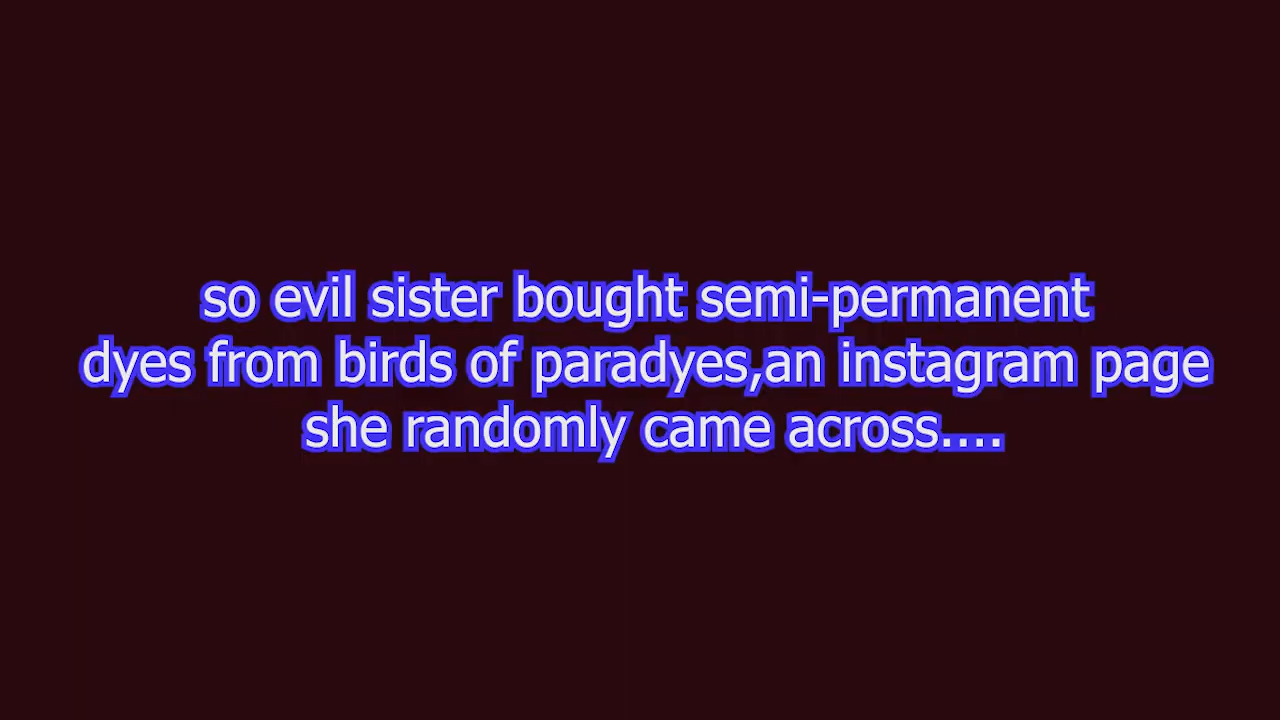 so evil sister bought semi-permanent
dyes from birds of paradyes,an instagram page
she randomly came across....